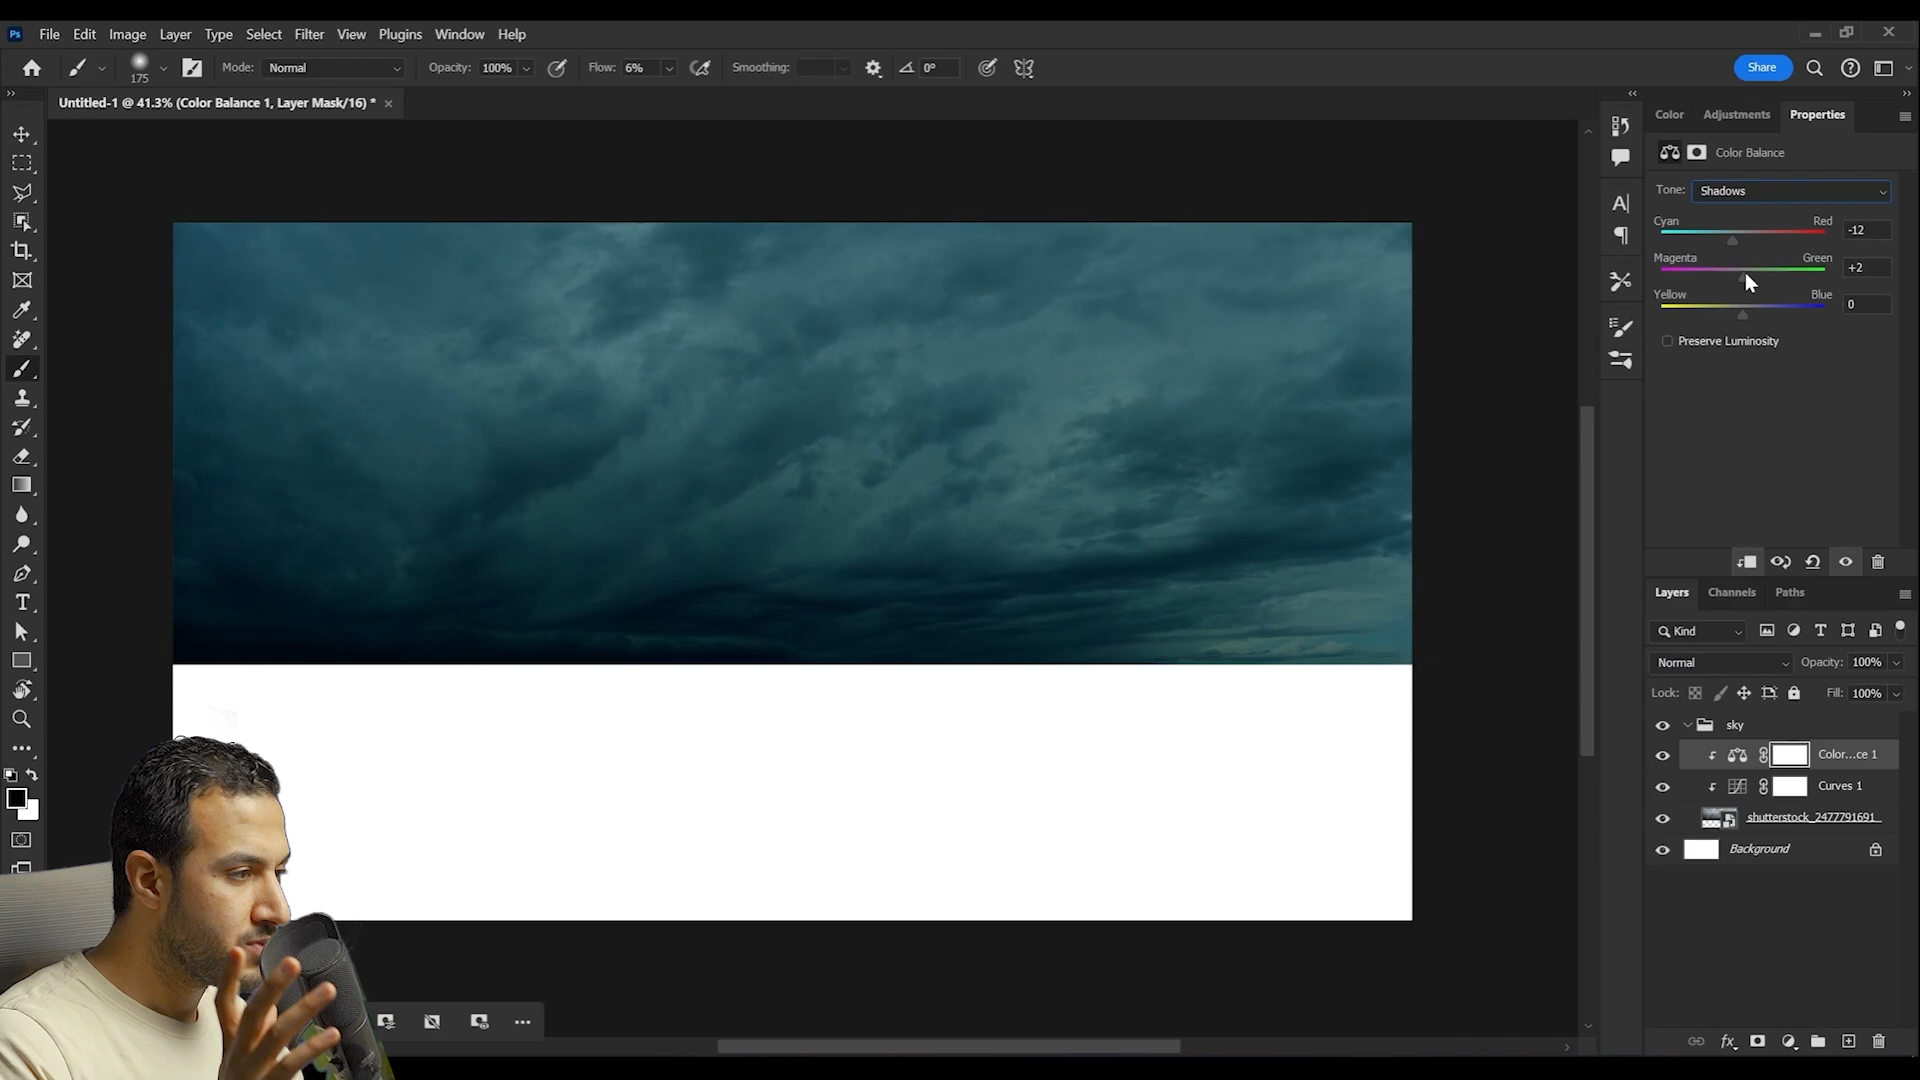 Ps File Edit Image Layer Type Select Filter View Plugins Window Help
175 Mode: Normal Opacity: 100% Flow: 6% Smoothing: 0° Share
Untitled-1 @ 41.3% (Color Balance 1, Layer Mask/16) *
Color Adjustments Properties
Color Balance
Tone: Shadows
Cyan Red -12
Magenta Green +2
Yellow Blue 0
Preserve Luminosity
Layers Channels Paths
Kind
Normal Opacity: 100%
Lock: Fill: 100%
sky
Color...ce 1
Curves 1
shutterstock_2477791691
Background